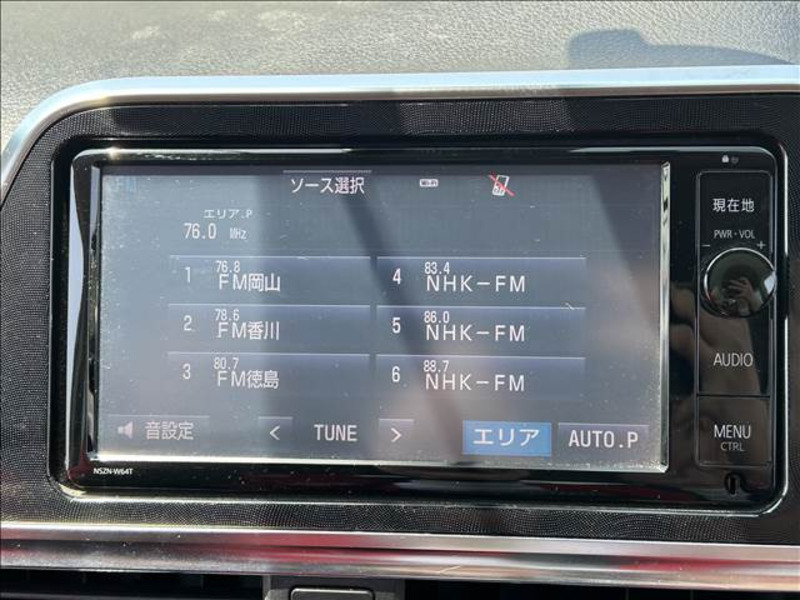 FM ソース選択 Wi-Fi
エリア.P
76.0 MHz
1 76.8 FM岡山
2 78.6 FM香川
3 80.7 FM徳島
4 83.4 NHK-FM
5 86.0 NHK-FM
6 88.7 NHK-FM
音設定 < TUNE > エリア AUTO.P
NSZN-W64T
現在地
PWR・VOL
- +
AUDIO
MENU
CTRL